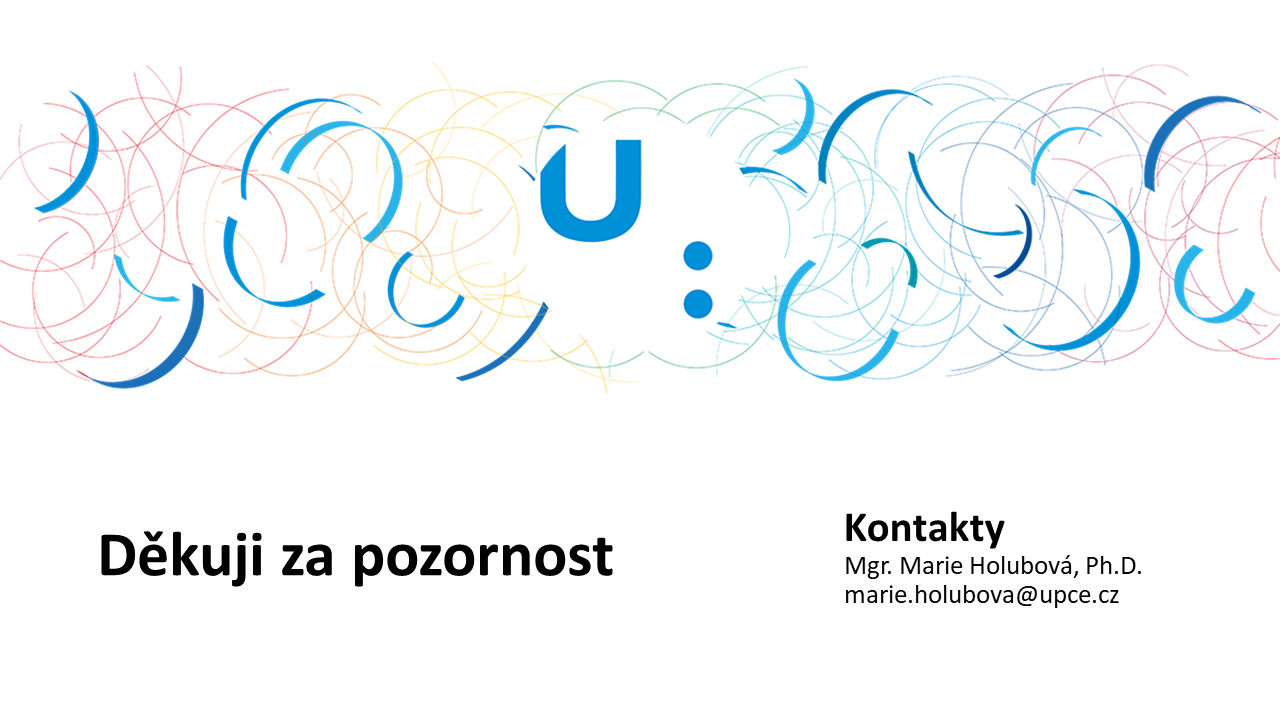 u:
Děkuji za pozornost
Kontakty
Mgr. Marie Holubová, Ph.D.
marie.holubova@upce.cz